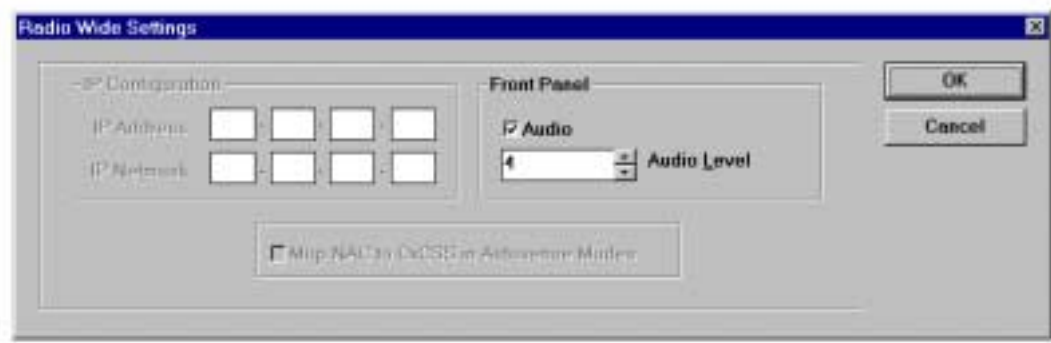 Radio Wide Settings
IP Configuration
IP Address
IP Network
Front Panel
Audio
4
Audio Level
OK
Cancel
Map NAC to CxCSS in Autosense Modes